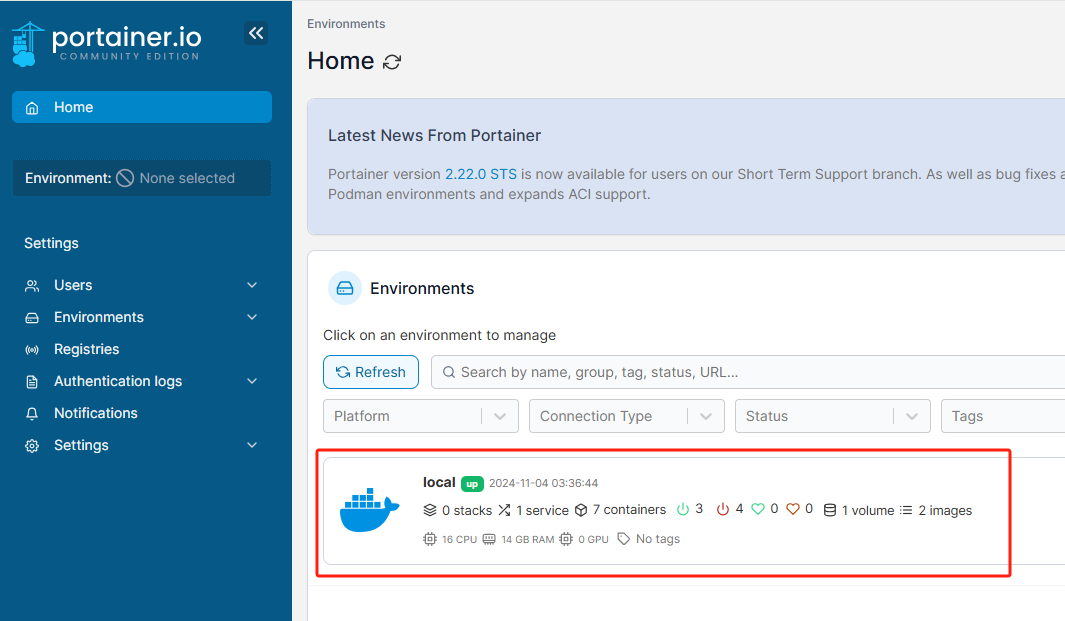 portainer.io
COMMUNITY EDITION
Home
Environment: None selected
Settings
Users
Environments
Registries
Authentication logs
Notifications
Settings
Environments
Home
Latest News From Portainer
Portainer version 2.22.0 STS is now available for users on our Short Term Support branch. As well as bug fixes a
Podman environments and expands ACI support.
Environments
Click on an environment to manage
Refresh Search by name, group, tag, status, URL...
Platform Connection Type Status Tags
local up 2024-11-04 03:36:44
0 stacks 1 service 7 containers 3 4 0 0 1 volume 2 images
16 CPU 14 GB RAM 0 GPU No tags